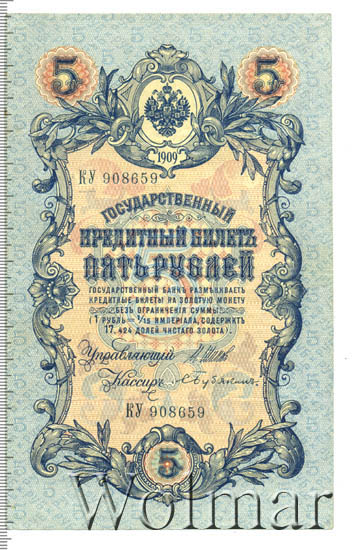 5 5
1909
КУ 908659
ГОСУДАРСТВЕННЫЙ
КРЕДИТНЫЙ БИЛЕТЪ
ПЯТЬ РУБЛЕЙ
ГОСУДАРСТВЕННЫЙ БАНКЪ РАЗМѢНИВАЕТЪ
КРЕДИТНЫЕ БИЛЕТЫ НА ЗОЛОТУЮ МОНЕТУ
БЕЗЪ ОГРАНИЧЕНІЯ СУММЫ
(1 РУБЛЬ = 1/15 ИМПЕРІАЛА, СОДЕРЖИТЪ
17,424 ДОЛЕЙ ЧИСТАГО ЗОЛОТА).
Управляющій
Кассиръ
КУ 908659
5
Wolmar